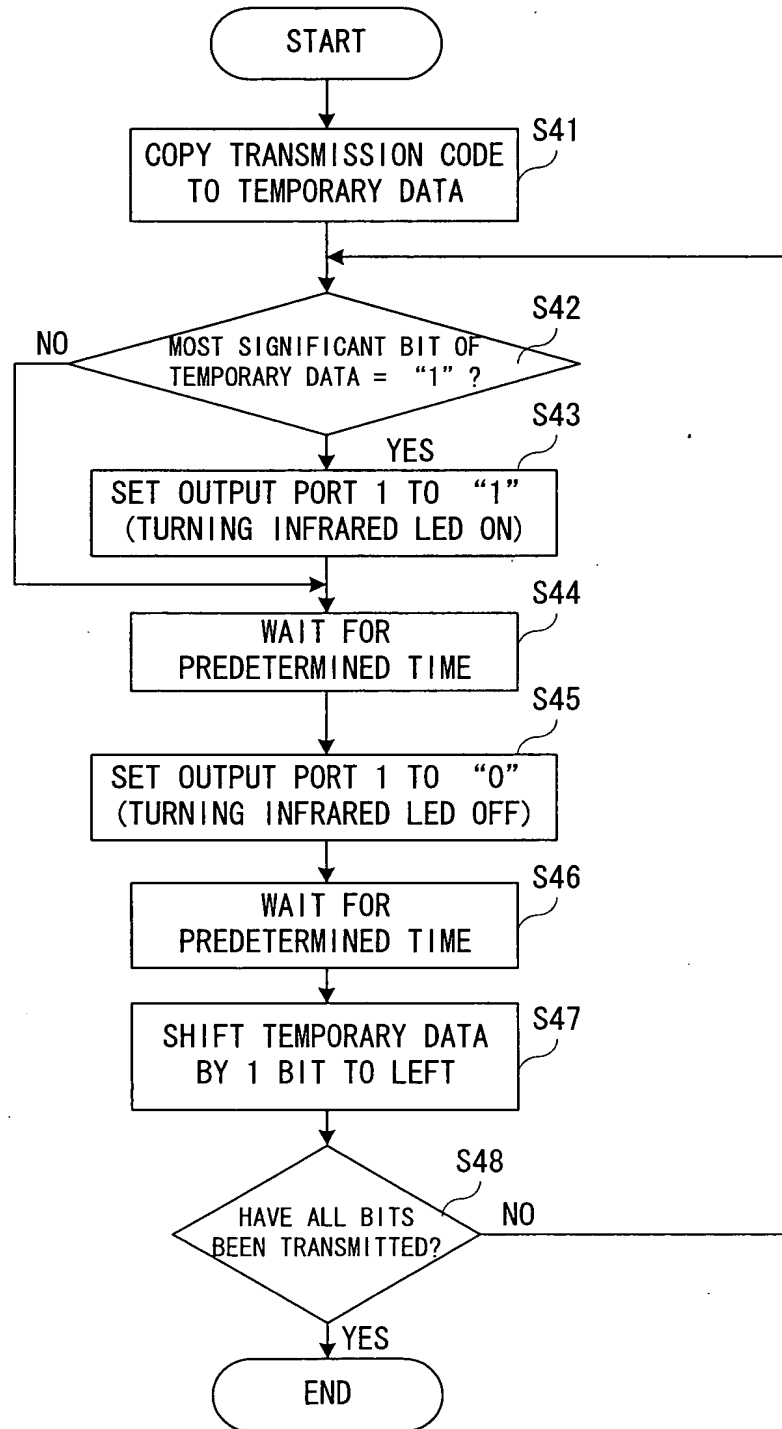 START
S41
COPY TRANSMISSION CODE
TO TEMPORARY DATA
S42
NO
MOST SIGNIFICANT BIT OF
TEMPORARY DATA = “1” ?
YES
S43
SET OUTPUT PORT 1 TO “1”
(TURNING INFRARED LED ON)
S44
WAIT FOR
PREDETERMINED TIME
S45
SET OUTPUT PORT 1 TO “0”
(TURNING INFRARED LED OFF)
S46
WAIT FOR
PREDETERMINED TIME
S47
SHIFT TEMPORARY DATA
BY 1 BIT TO LEFT
S48
HAVE ALL BITS
BEEN TRANSMITTED?
NO
YES
END